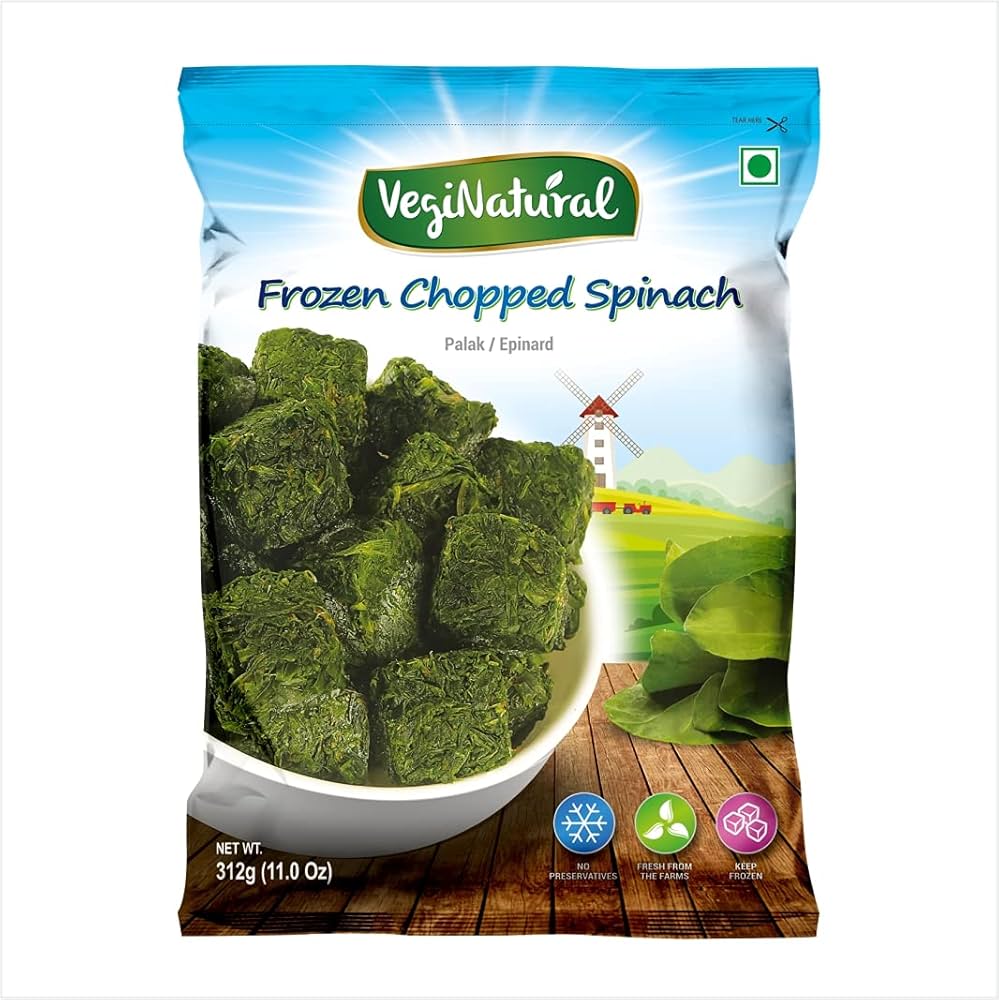 TEAR HERE
VegiNatural
Frozen Chopped Spinach
Palak / Epinard
NET WT.
312g (11.0 Oz)
NO
PRESERVATIVES
FRESH FROM
THE FARMS
KEEP
FROZEN